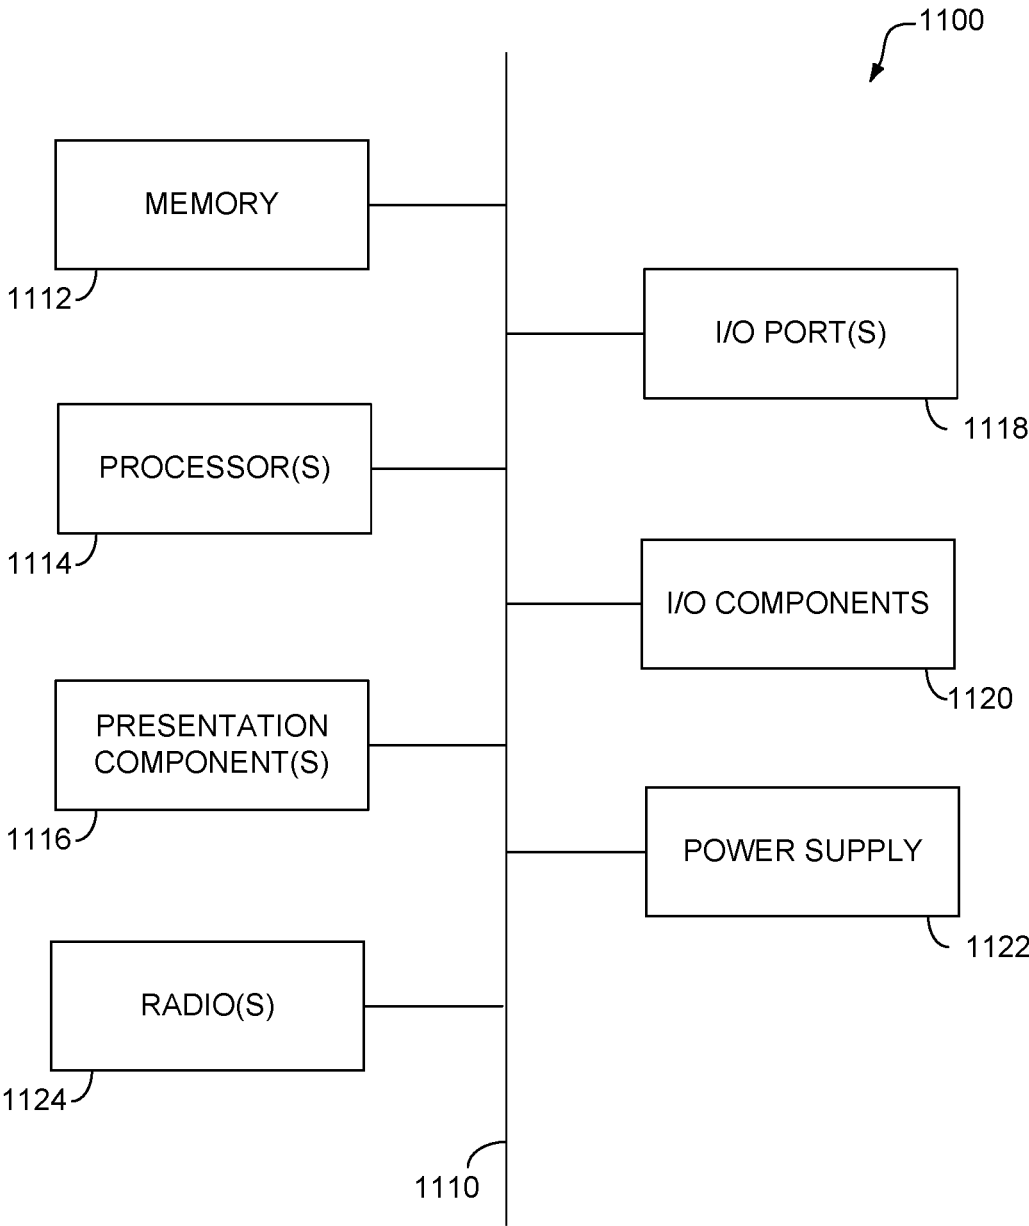 1100
MEMORY
1112
I/O PORT(S)
1118
PROCESSOR(S)
1114
I/O COMPONENTS
1120
PRESENTATION
COMPONENT(S)
1116
POWER SUPPLY
1122
RADIO(S)
1124
1110